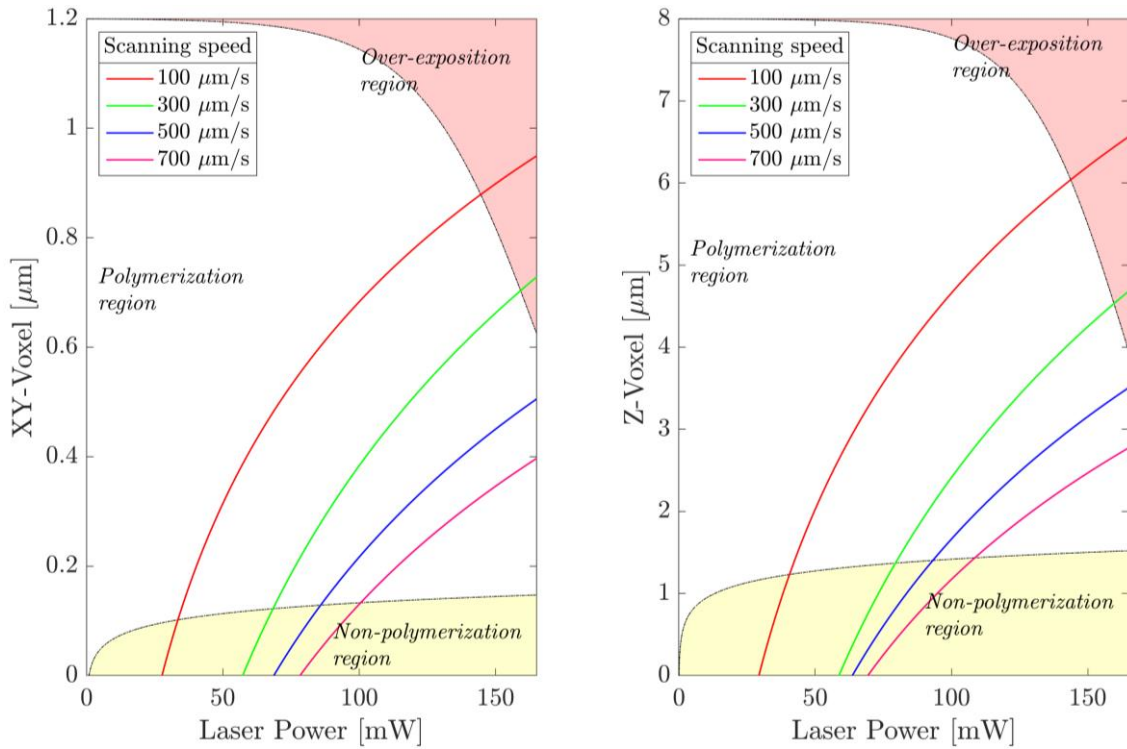 1.2
1
0.8
0.6
0.4
0.2
0
XY-Voxel [μm]
Scanning speed
100 μm/s
300 μm/s
500 μm/s
700 μm/s
Over-exposition
region
Polymerization
region
Non-polymerization
region
0 50 100 150
Laser Power [mW]
8
7
6
5
4
3
2
1
0
Z-Voxel [μm]
Scanning speed
100 μm/s
300 μm/s
500 μm/s
700 μm/s
Over-exposition
region
Polymerization
region
Non-polymerization
region
0 50 100 150
Laser Power [mW]